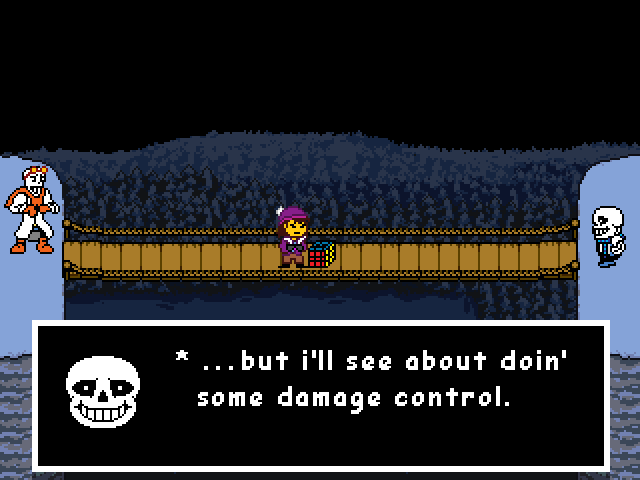 * ...but i'll see about doin'
some damage control.